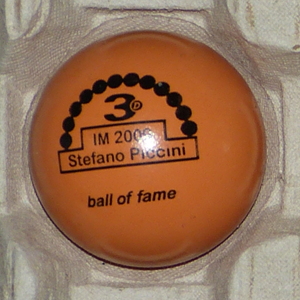 3D
IM 2006
Stefano Piccini
ball of fame